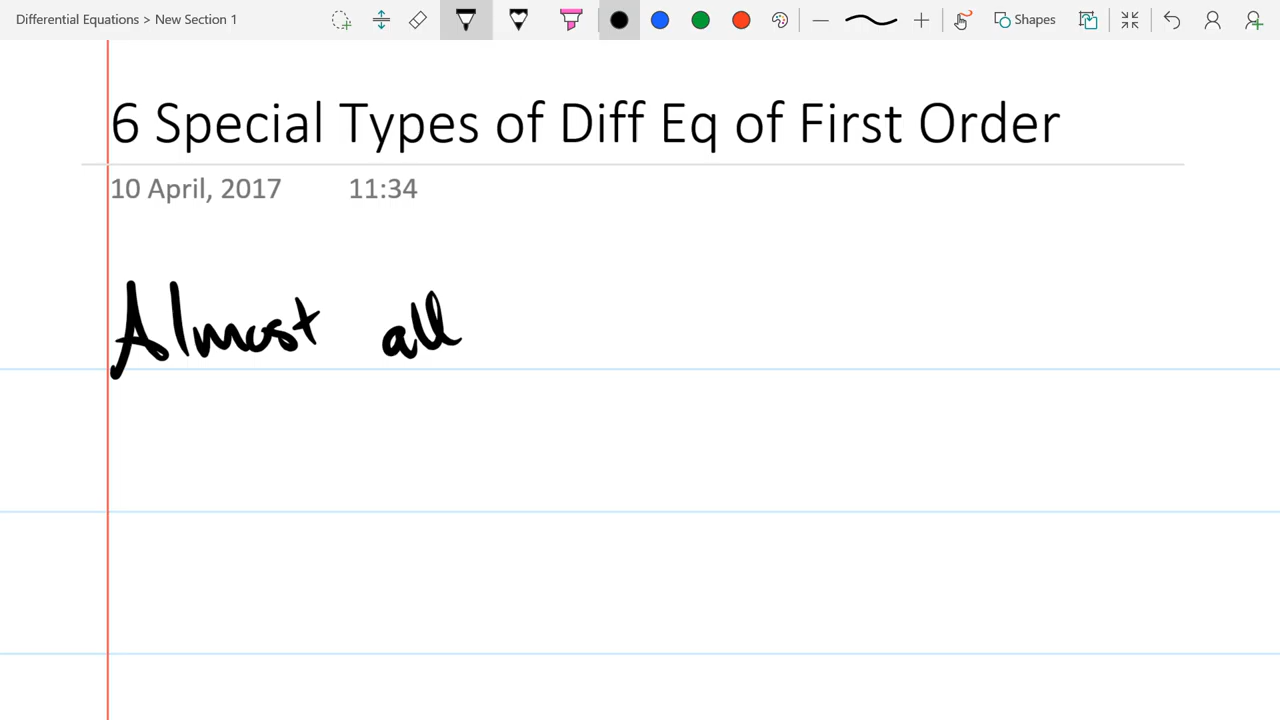 Differential Equations > New Section 1
Shapes
6 Special Types of Diff Eq of First Order
10 April, 2017 11:34
Almost all